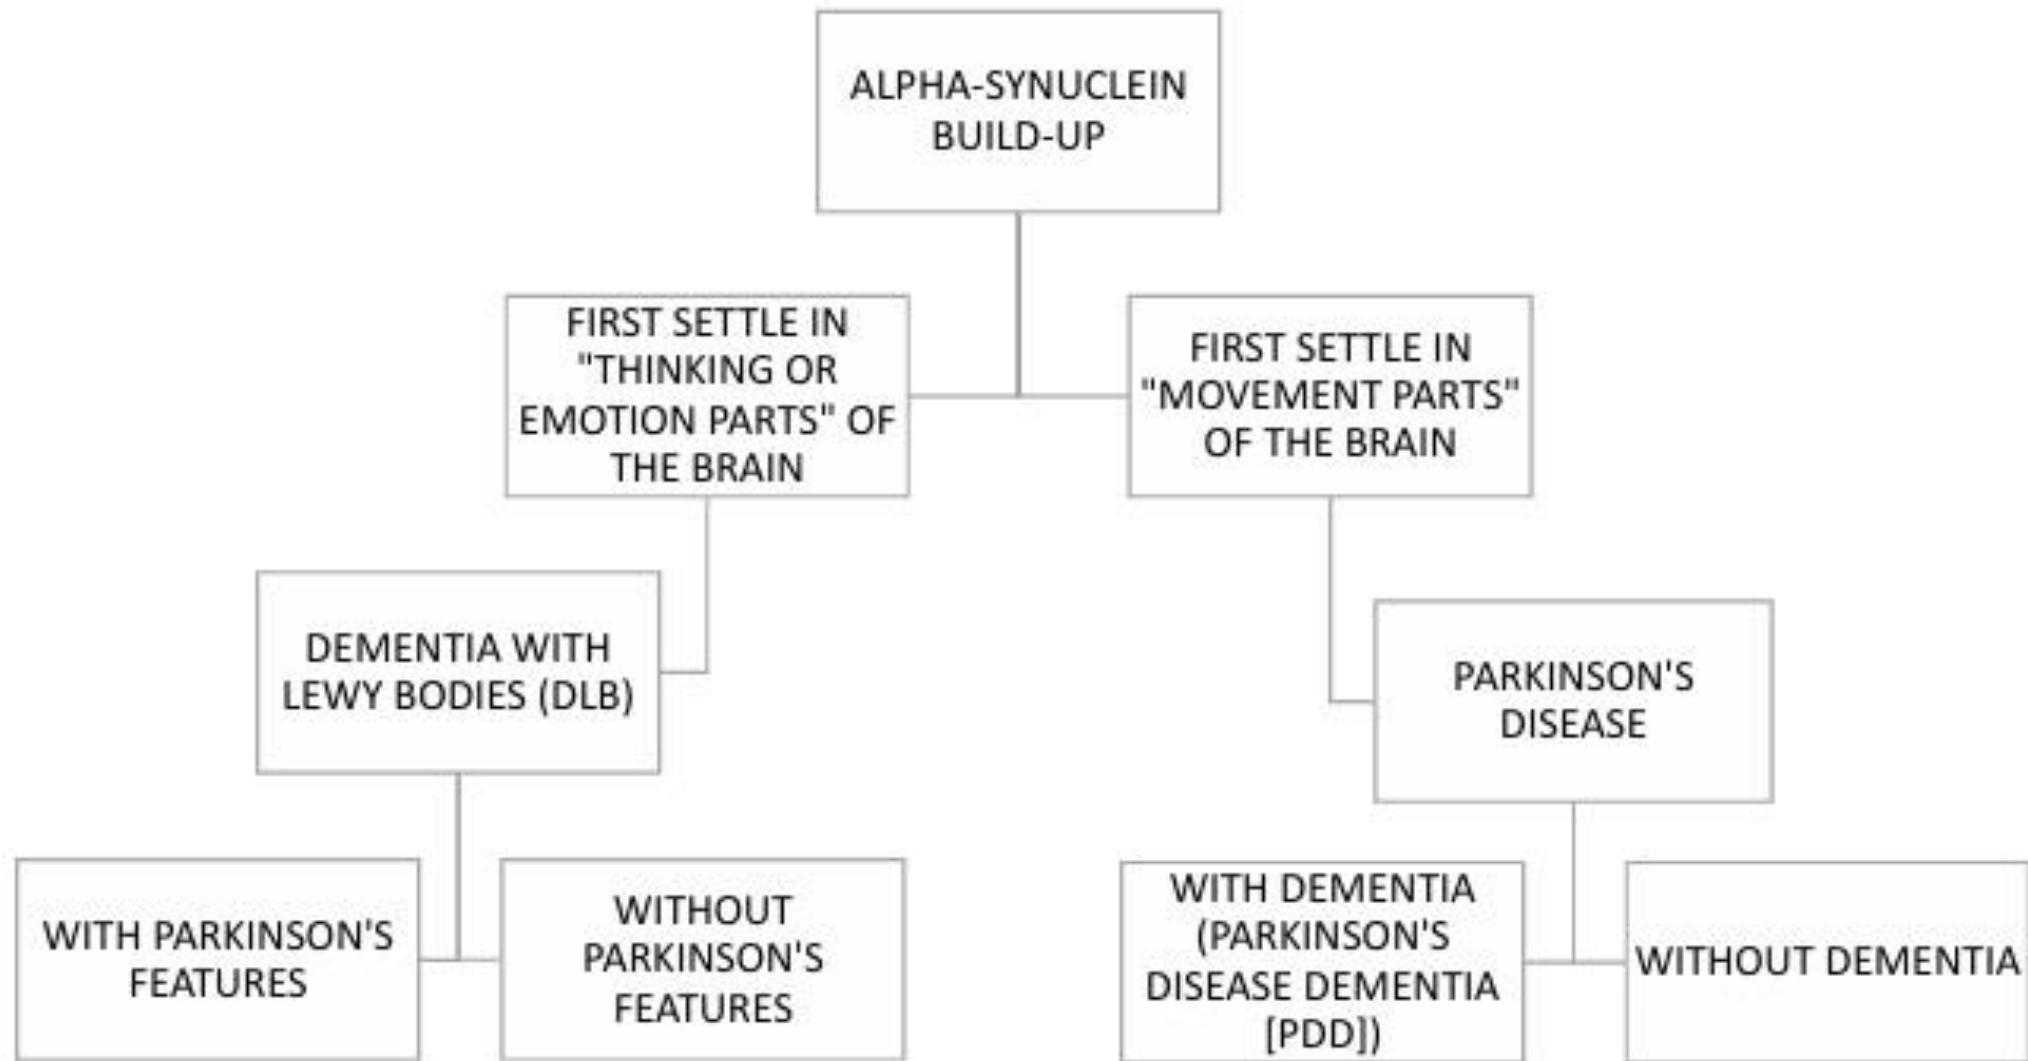 ALPHA-SYNUCLEIN
BUILD-UP
FIRST SETTLE IN
"THINKING OR
EMOTION PARTS" OF
THE BRAIN
FIRST SETTLE IN
"MOVEMENT PARTS"
OF THE BRAIN
DEMENTIA WITH
LEWY BODIES (DLB)
PARKINSON'S
DISEASE
WITH PARKINSON'S
FEATURES
WITHOUT
PARKINSON'S
FEATURES
WITH DEMENTIA
(PARKINSON'S
DISEASE DEMENTIA
[PDD])
WITHOUT DEMENTIA